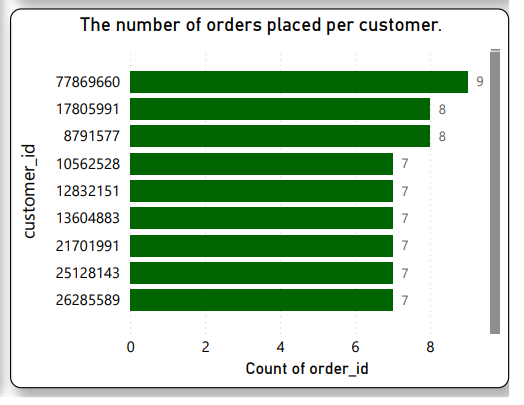 The number of orders placed per customer.
customer_id
77869660 9
17805991 8
8791577 8
10562528 7
12832151 7
13604883 7
21701991 7
25128143 7
26285589 7
0 2 4 6 8
Count of order_id